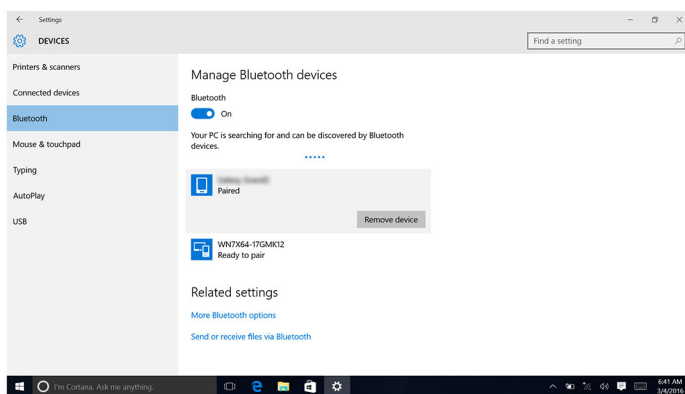 Settings
DEVICES
Find a setting
Printers & scanners
Connected devices
Bluetooth
Mouse & touchpad
Typing
AutoPlay
USB
Manage Bluetooth devices
Bluetooth
On
Your PC is searching for and can be discovered by Bluetooth
devices.
Paired
Remove device
WN7X64-17GMK12
Ready to pair
Related settings
More Bluetooth options
Send or receive files via Bluetooth
I'm Cortana. Ask me anything.
6:41 AM
3/4/2016